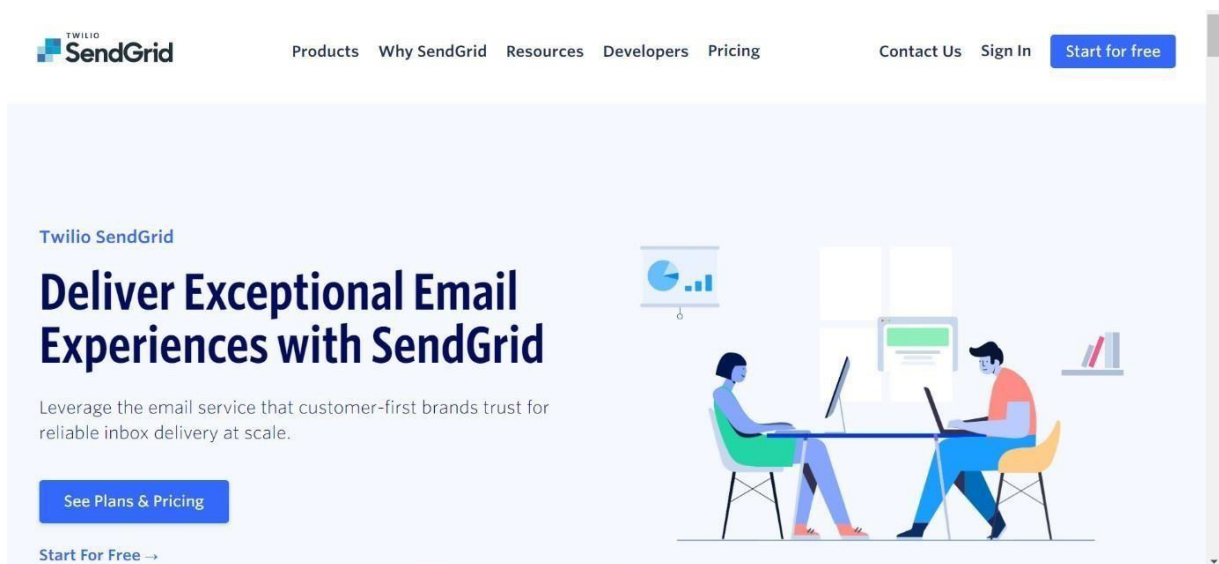 TWILIO
SendGrid
Products Why SendGrid Resources Developers Pricing Contact Us Sign In Start for free
Twilio SendGrid
Deliver Exceptional Email
Experiences with SendGrid
Leverage the email service that customer-first brands trust for
reliable inbox delivery at scale.
See Plans & Pricing
Start For Free →